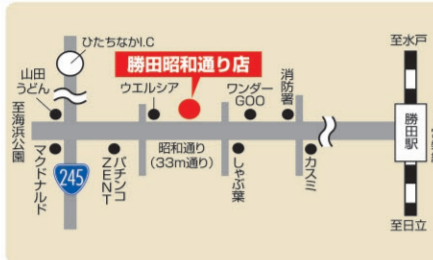 ひたちなかI.C
至水戸
勝田昭和通り店
山田
うどん
ウエルシア
ワンダー
GOO
消防署
至海浜公園
勝田駅
マクドナルド
245
パチンコ
ZENT
昭和通り
(33m通り)
しゃぶ葉
カスミ
至日立